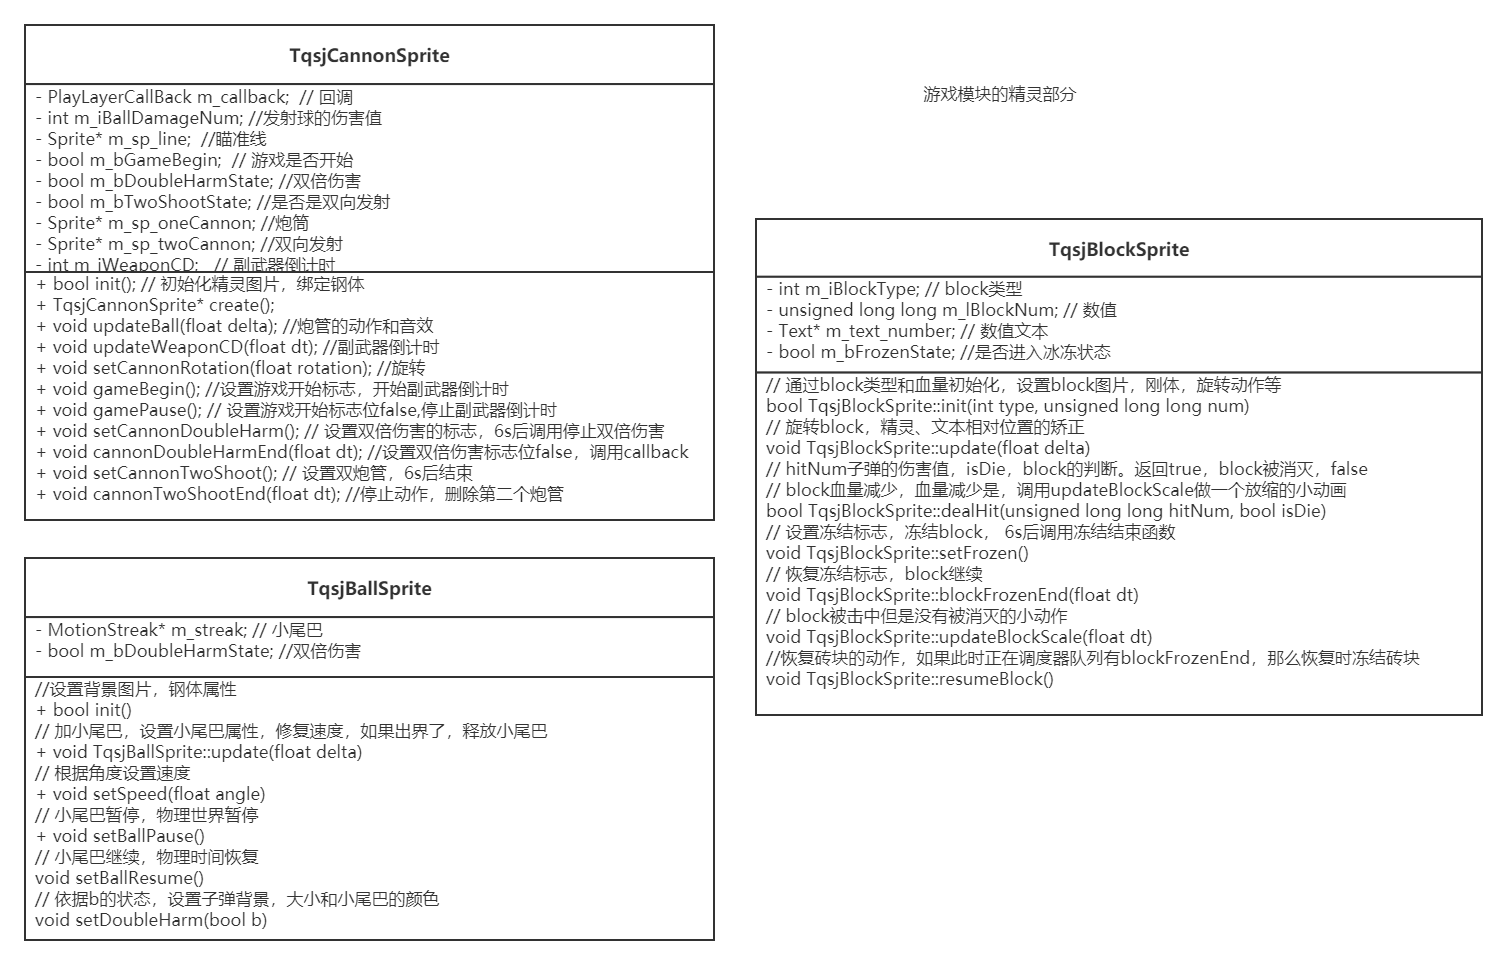 TqsjCannonSprite
- PlayLayerCallBack m_callback;  // 回调
- int m_iBallDamageNum; //发射球的伤害值
- Sprite* m_sp_line;  //瞄准线
- bool m_bGameBegin;  // 游戏是否开始
- bool m_bDoubleHarmState; //双倍伤害
- bool m_bTwoShootState; //是否是双向发射
- Sprite* m_sp_oneCannon; //炮筒
- Sprite* m_sp_twoCannon; //双向发射
- int m_iWeaponCD;   // 副武器倒计时
+ bool init(); // 初始化精灵图片，绑定钢体
+ TqsjCannonSprite* create();
+ void updateBall(float delta); //炮管的动作和音效
+ void updateWeaponCD(float dt); //副武器倒计时
+ void setCannonRotation(float rotation); //旋转
+ void gameBegin(); //设置游戏开始标志，开始副武器倒计时
+ void gamePause(); // 设置游戏开始标志位false,停止副武器倒计时
+ void setCannonDoubleHarm(); // 设置双倍伤害的标志，6s后调用停止双倍伤害
+ void cannonDoubleHarmEnd(float dt); //设置双倍伤害标志位false，调用callback
+ void setCannonTwoShoot(); // 设置双炮管，6s后结束
+ void cannonTwoShootEnd(float dt); //停止动作，删除第二个炮管
TqsjBallSprite
- MotionStreak* m_streak; // 小尾巴
- bool m_bDoubleHarmState; //双倍伤害
//设置背景图片，钢体属性
+ bool init()
// 加小尾巴，设置小尾巴属性，修复速度，如果出界了，释放小尾巴
+ void TqsjBallSprite::update(float delta)
// 根据角度设置速度
+ void setSpeed(float angle)
// 小尾巴暂停，物理世界暂停
+ void setBallPause()
// 小尾巴继续，物理时间恢复
void setBallResume()
// 依据b的状态，设置子弹背景，大小和小尾巴的颜色
void setDoubleHarm(bool b)
游戏模块的精灵部分
TqsjBlockSprite
- int m_iBlockType; // block类型
- unsigned long long m_lBlockNum; // 数值
- Text* m_text_number; // 数值文本
- bool m_bFrozenState; //是否进入冰冻状态
// 通过block类型和血量初始化，设置block图片，刚体，旋转动作等
bool TqsjBlockSprite::init(int type, unsigned long long num)
// 旋转block，精灵、文本相对位置的矫正
void TqsjBlockSprite::update(float delta)
// hitNum子弹的伤害值，isDie，block的判断。返回true，block被消灭，false
// block血量减少，血量减少是，调用updateBlockScale做一个放缩的小动画
bool TqsjBlockSprite::dealHit(unsigned long long hitNum, bool isDie)
// 设置冻结标志，冻结block， 6s后调用冻结结束函数
void TqsjBlockSprite::setFrozen()
// 恢复冻结标志，block继续
void TqsjBlockSprite::blockFrozenEnd(float dt)
// block被击中但是没有被消灭的小动作
void TqsjBlockSprite::updateBlockScale(float dt)
//恢复砖块的动作，如果此时正在调度器队列有blockFrozenEnd，那么恢复时冻结砖块
void TqsjBlockSprite::resumeBlock()